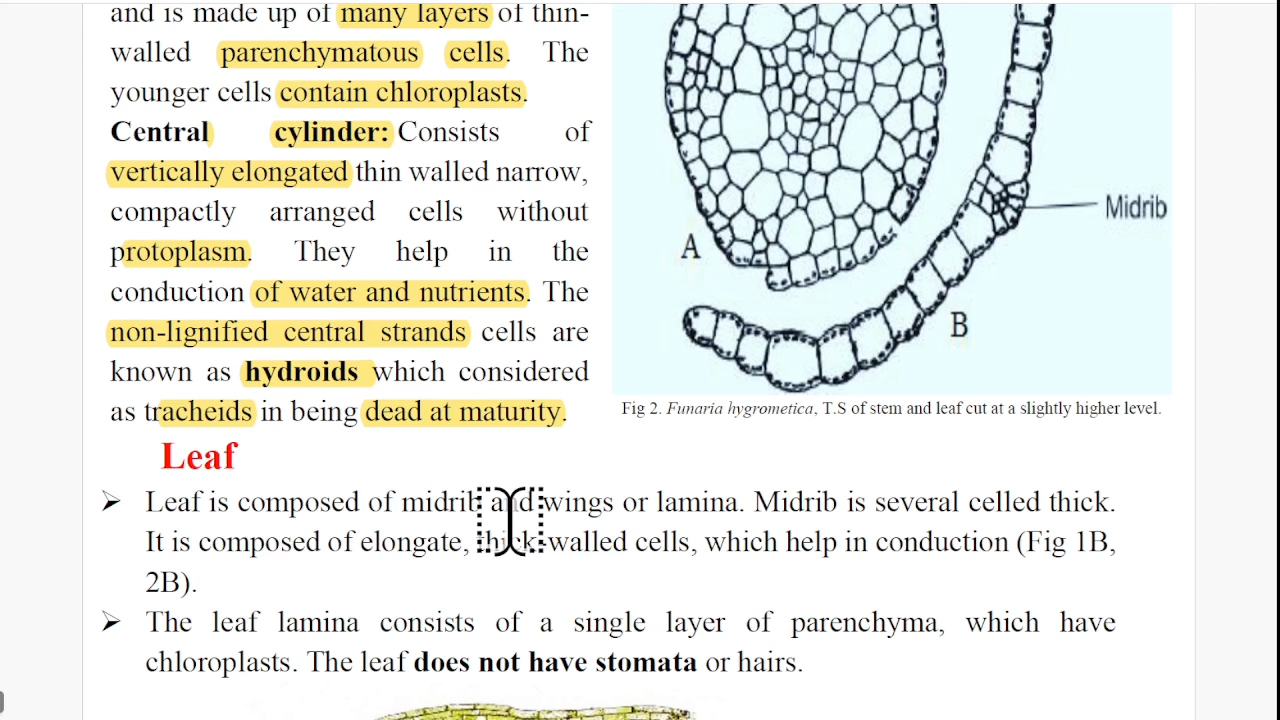 and is made up of many layers of thin-
walled parenchymatous cells. The
younger cells contain chloroplasts.
Central cylinder: Consists of
vertically elongated thin walled narrow,
compactly arranged cells without
protoplasm. They help in the
conduction of water and nutrients. The
non-lignified central strands cells are
known as hydroids which considered
as tracheids in being dead at maturity.
A
Midrib
B
Fig 2. Funaria hygrometica, T.S of stem and leaf cut at a slightly higher level.
Leaf
➢ Leaf is composed of midrib and wings or lamina. Midrib is several celled thick.
It is composed of elongate, thick-walled cells, which help in conduction (Fig 1B,
2B).
➢ The leaf lamina consists of a single layer of parenchyma, which have
chloroplasts. The leaf does not have stomata or hairs.